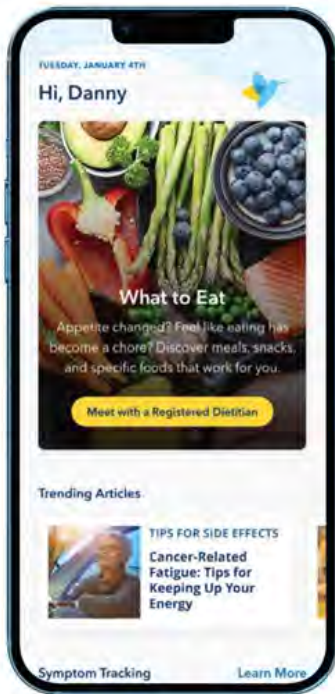 TUESDAY, JANUARY 4TH
Hi, Danny
What to Eat
Appetite changed? Feel like eating has
become a chore? Discover meals, snacks,
and specific foods that work for you.
Meet with a Registered Dietitian
Trending Articles
TIPS FOR SIDE EFFECTS
Cancer-Related
Fatigue: Tips for
Keeping Up Your
Energy
Symptom Tracking
Learn More